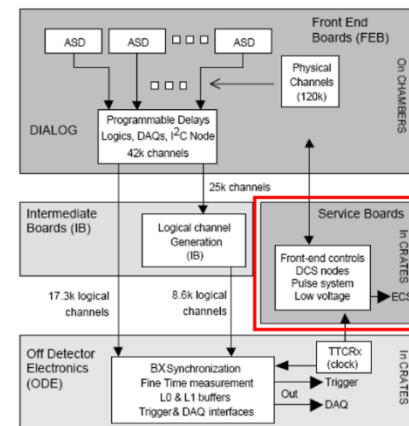 Front End
Boards (FEB)
ASD
ASD
ASD
Physical
Channels
(120k)
On CHAMBERS
Programmable Delays
Logics, DAQs, I²C Node
42k channels
DIALOG
25k channels
Intermediate
Boards (IB)
Logical channel
Generation
(IB)
Service Boards
Front-end controls
DCS nodes
Pulse system
Low voltage
ECS
In CRATES
17.3k logical
channels
8.6k logical
channels
Off Detector
Electronics
(ODE)
BXSynchronization
Fine Time measurement
L0 & L1 buffers
Trigger& DAQ interfaces
TTCRx
(clock)
Out
Trigger
DAQ
In CRATES